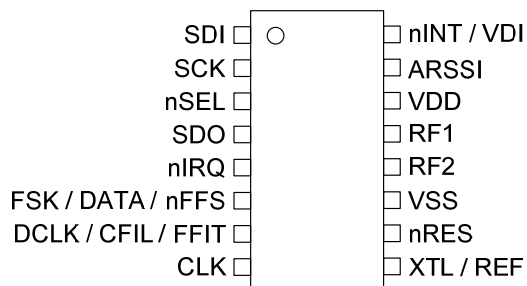 SDI
SCK
nSEL
SDO
nIRQ
FSK / DATA / nFFS
DCLK / CFIL / FFIT
CLK
nINT / VDI
ARSSI
VDD
RF1
RF2
VSS
nRES
XTL / REF